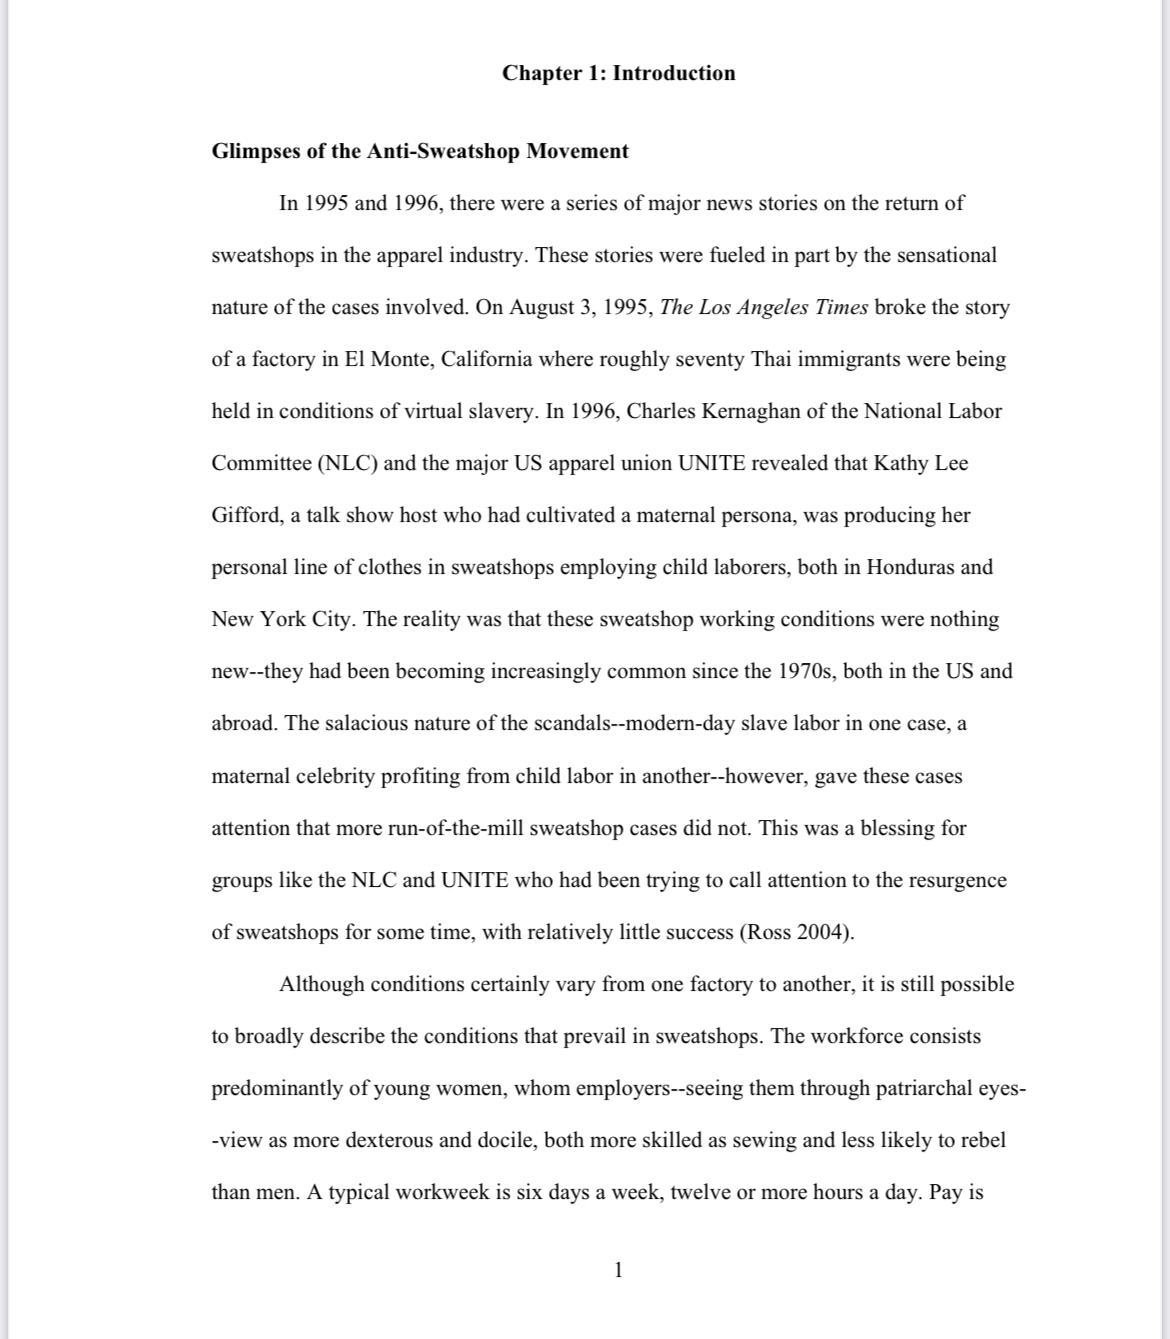 Chapter 1: Introduction
Glimpses of the Anti-Sweatshop Movement
In 1995 and 1996, there were a series of major news stories on the return of
sweatshops in the apparel industry. These stories were fueled in part by the sensational
nature of the cases involved. On August 3, 1995, The Los Angeles Times broke the story
of a factory in El Monte, California where roughly seventy Thai immigrants were being
held in conditions of virtual slavery. In 1996, Charles Kernaghan of the National Labor
Committee (NLC) and the major US apparel union UNITE revealed that Kathy Lee
Gifford, a talk show host who had cultivated a maternal persona, was producing her
personal line of clothes in sweatshops employing child laborers, both in Honduras and
New York City. The reality was that these sweatshop working conditions were nothing
new--they had been becoming increasingly common since the 1970s, both in the US and
abroad. The salacious nature of the scandals--modern-day slave labor in one case, a
maternal celebrity profiting from child labor in another--however, gave these cases
attention that more run-of-the-mill sweatshop cases did not. This was a blessing for
groups like the NLC and UNITE who had been trying to call attention to the resurgence
of sweatshops for some time, with relatively little success (Ross 2004).
Although conditions certainly vary from one factory to another, it is still possible
to broadly describe the conditions that prevail in sweatshops. The workforce consists
predominantly of young women, whom employers--seeing them through patriarchal eyes-
-view as more dexterous and docile, both more skilled as sewing and less likely to rebel
than men. A typical workweek is six days a week, twelve or more hours a day. Pay is
1